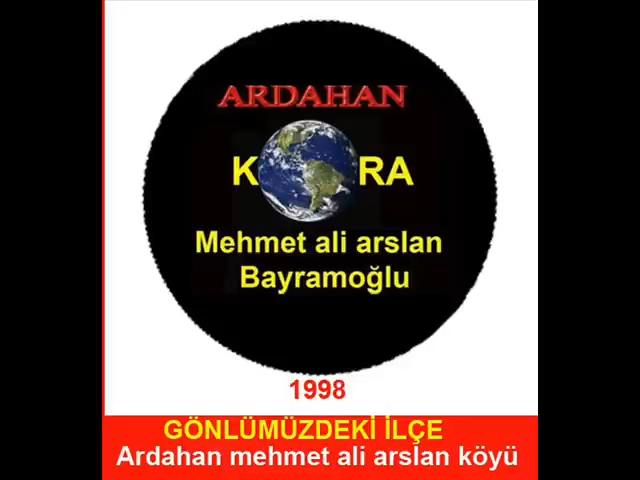 ARDAHAN
K RA
Mehmet ali arslan
Bayramoğlu
1998
GÖNLÜMÜZDEKİ İLÇE
Ardahan mehmet ali arslan köyü